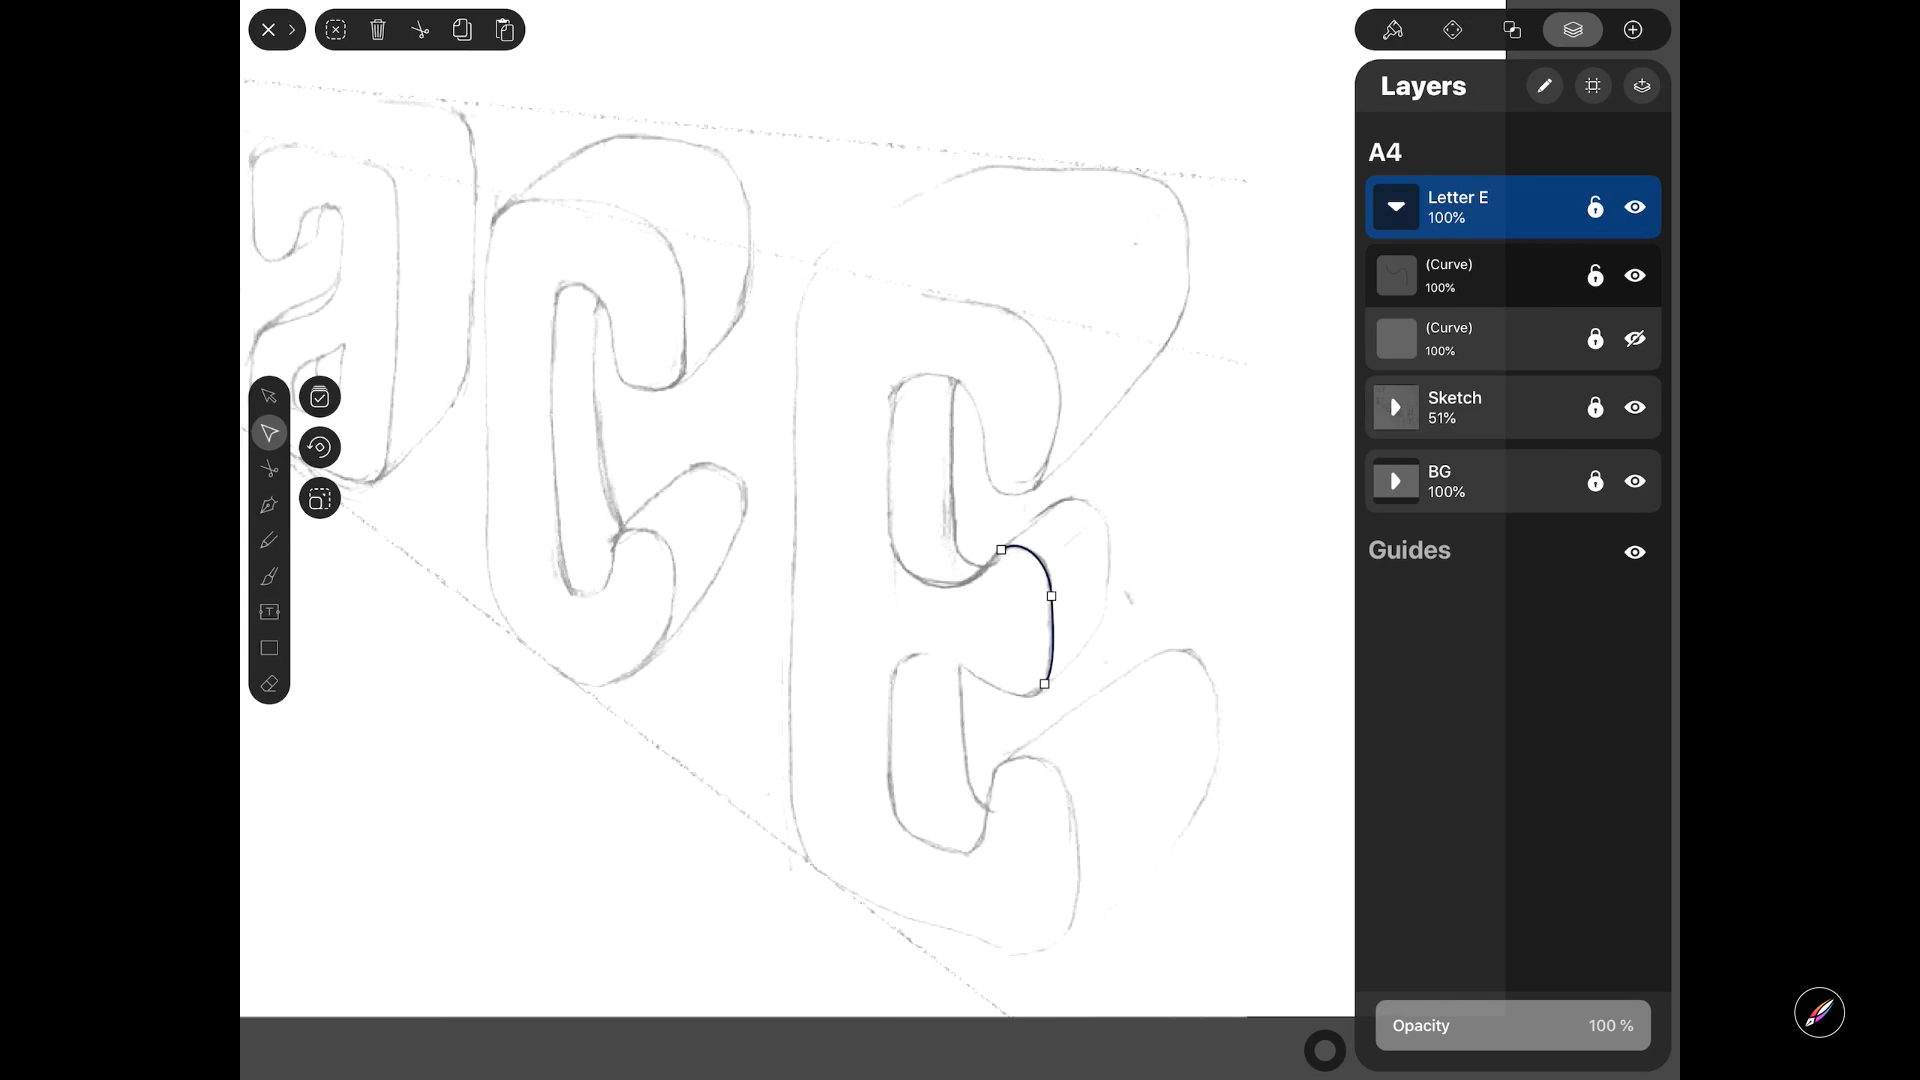 Layers
A4
Letter E
100%
(Curve)
100%
(Curve)
100%
Sketch
51%
BG
100%
Guides
Opacity 100 %
a c e
T